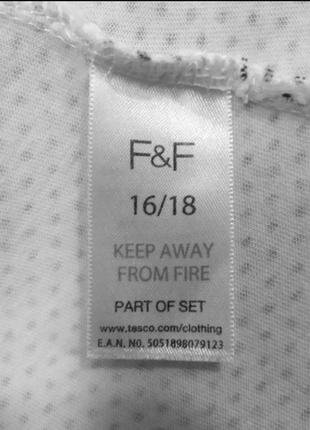 F&F
16/18
KEEP AWAY
FROM FIRE
PART OF SET
www.tesco.com/clothing
E.A.N. No. 5051898079123